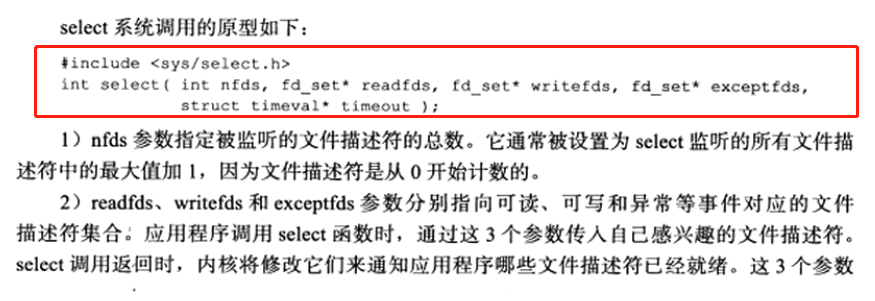 select 系统调用的原型如下：
#include <sys/select.h>
int select( int nfds, fd_set* readfds, fd_set* writefds, fd_set* exceptfds,
struct timeval* timeout );
1）nfds 参数指定被监听的文件描述符的总数。它通常被设置为 select 监听的所有文件描
述符中的最大值加 1，因为文件描述符是从 0 开始计数的。
2）readfds、writefds 和 exceptfds 参数分别指向可读、可写和异常等事件对应的文件
描述符集合。应用程序调用 select 函数时，通过这 3 个参数传入自己感兴趣的文件描述符。
select 调用返回时，内核将修改它们来通知应用程序哪些文件描述符已经就绪。这 3 个参数